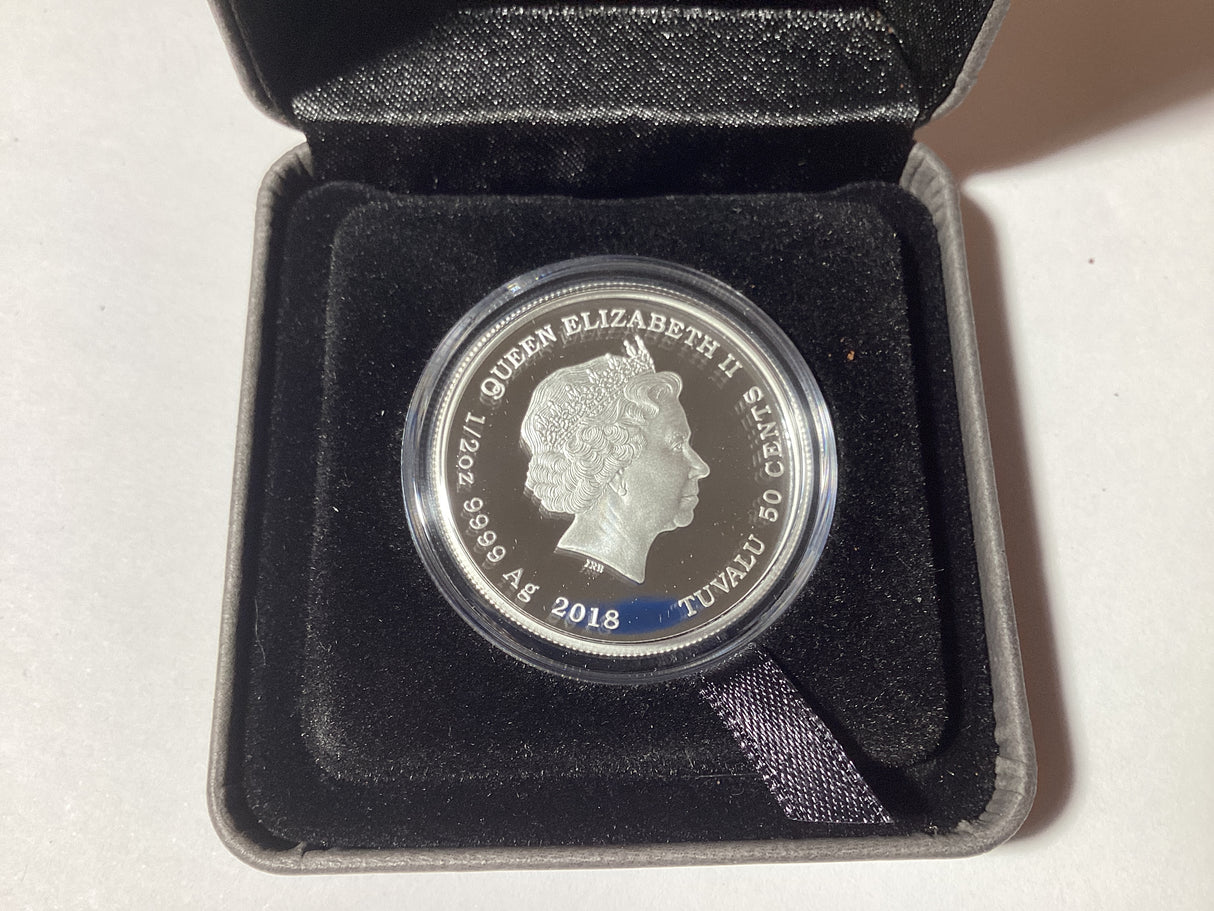 QUEEN ELIZABETH II
TUVALU 50 CENTS
1/2oz 9999 Ag 2018
IRB